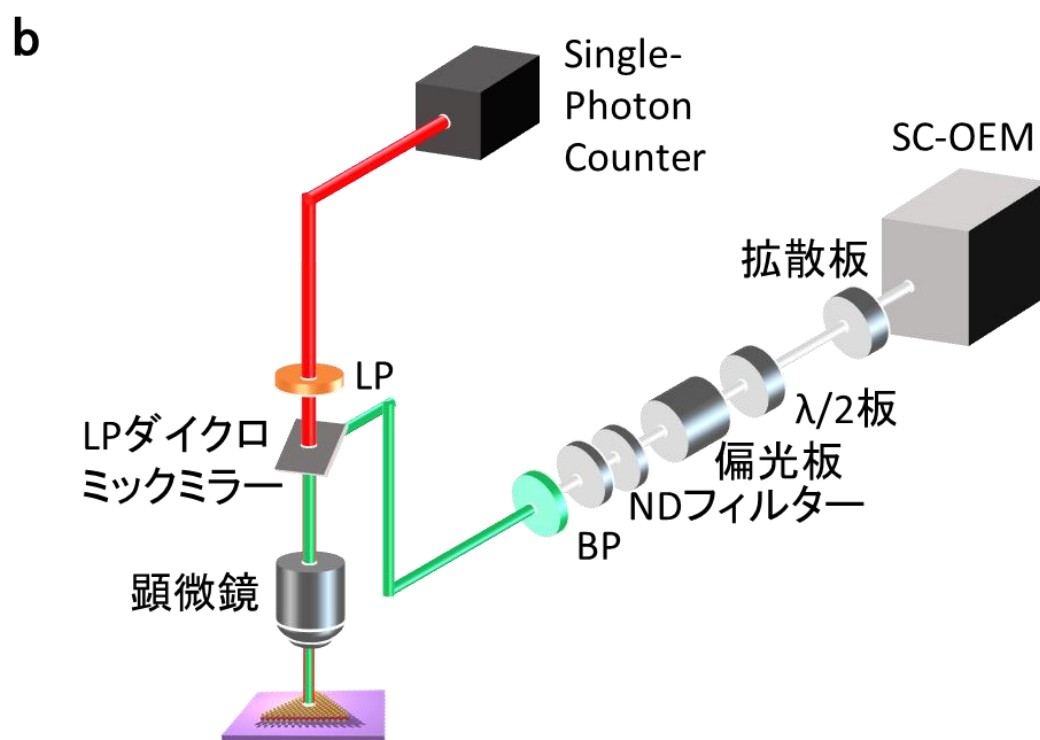 b
Single-
Photon
Counter
SC-OEM
拡散板
LP
λ/2板
LPダイクロ
ミックミラー
偏光板
NDフィルター
BP
顕微鏡